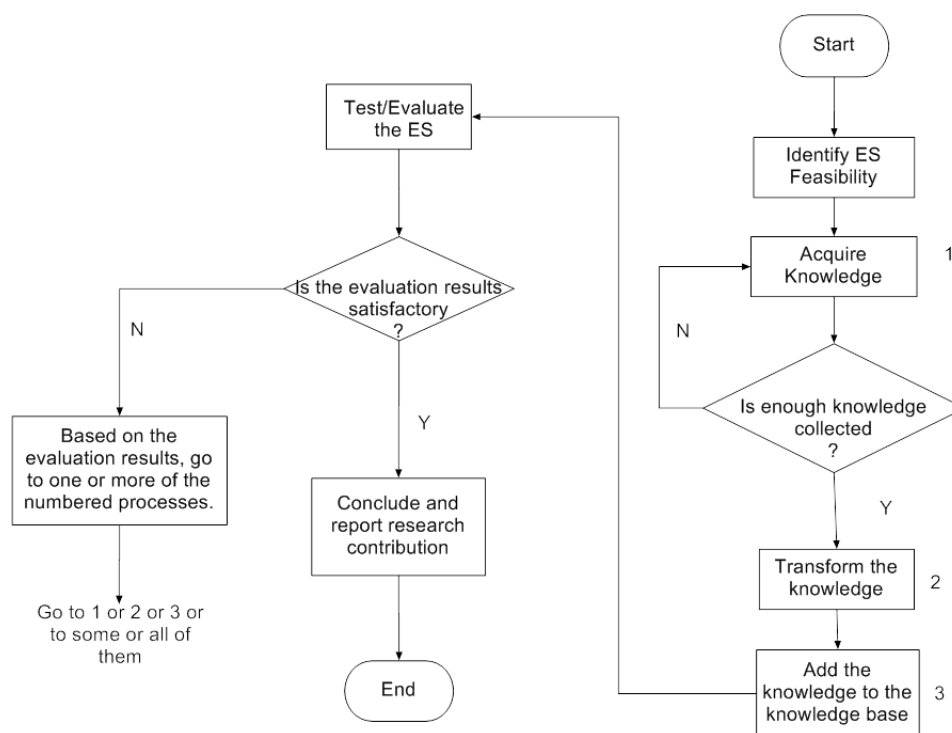 Start
Identify ES
Feasibility
Acquire
Knowledge
1
N
Is enough knowledge
collected
?
Y
Transform the
knowledge
2
Add the
knowledge to the
knowledge base
3
Test/Evaluate
the ES
Is the evaluation results
satisfactory
?
N
Based on the
evaluation results, go
to one or more of the
numbered processes.
Go to 1 or 2 or 3 or
to some or all of
them
Y
Conclude and
report research
contribution
End